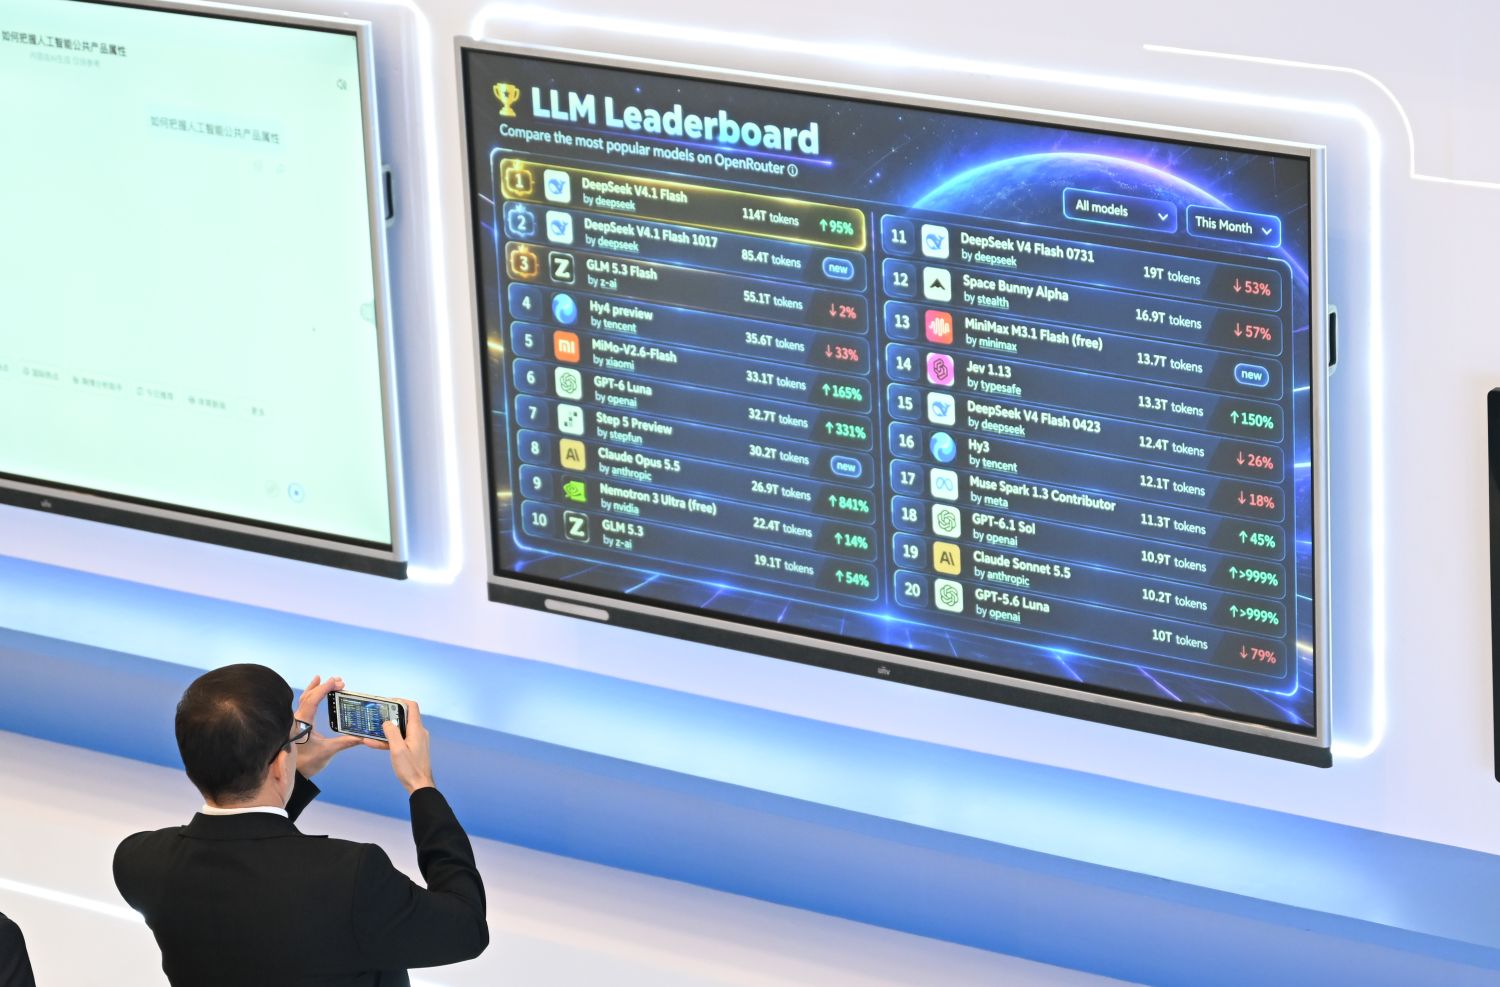 如何把握人工智能公共产品属性
如何把握人工智能公共产品属性
更多
LLM Leaderboard
Compare the most popular models on OpenRouter
All models
This Month
1
DeepSeek V4.1 Flash
by deepseek
114T tokens
↑95%
2
DeepSeek V4.1 Flash 1017
by deepseek
85.4T tokens
new
3
GLM 5.3 Flash
by z-ai
55.1T tokens
↓2%
4
Hy4 preview
by tencent
35.6T tokens
↓33%
5
MiMo-V2.6-Flash
by xiaomi
33.1T tokens
↑165%
6
GPT-6 Luna
by openai
32.7T tokens
↑331%
7
Step 5 Preview
by stepfun
30.2T tokens
new
8
Claude Opus 5.5
by anthropic
26.9T tokens
↑841%
9
Nemotron 3 Ultra (free)
by nvidia
22.4T tokens
↑14%
10
GLM 5.3
by z-ai
19.1T tokens
↑54%
11
DeepSeek V4 Flash 0731
by deepseek
19T tokens
↓53%
12
Space Bunny Alpha
by stealth
16.9T tokens
↓57%
13
MiniMax M3.1 Flash (free)
by minimax
13.7T tokens
new
14
Jev 1.13
by typesafe
13.3T tokens
↑150%
15
DeepSeek V4 Flash 0423
by deepseek
12.4T tokens
↓26%
16
Hy3
by tencent
12.1T tokens
↓18%
17
Muse Spark 1.3 Contributor
by meta
11.3T tokens
↑45%
18
GPT-6.1 Sol
by openai
10.9T tokens
↑>999%
19
Claude Sonnet 5.5
by anthropic
10.2T tokens
↑>999%
20
GPT-5.6 Luna
by openai
10T tokens
↓79%
unv